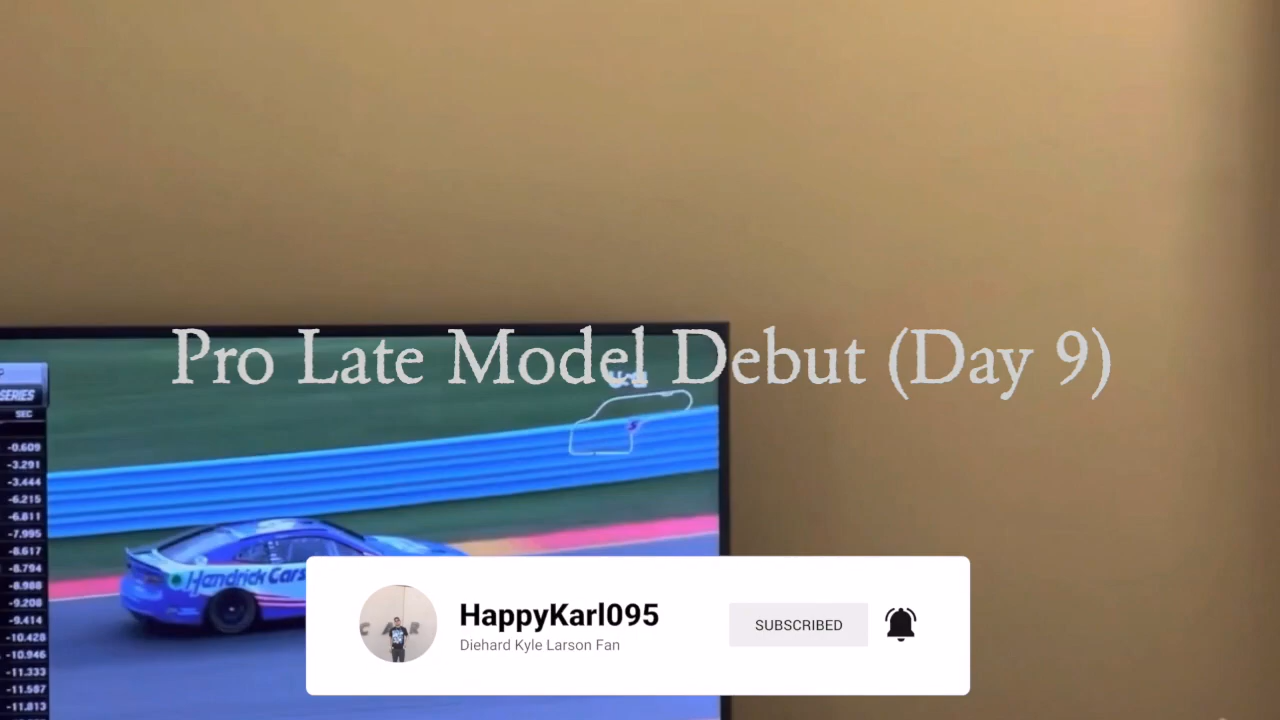 Pro Late Model Debut (Day 9)
SERIES
SEC
-0.609
-3.291
-3.444
-6.215
-6.811
-7.995
-8.617
-8.794
-8.988
-9.208
-9.414
-10.428
-10.946
-11.333
-11.587
-11.813
Hendrick Cars
HappyKarl095
Diehard Kyle Larson Fan
SUBSCRIBED